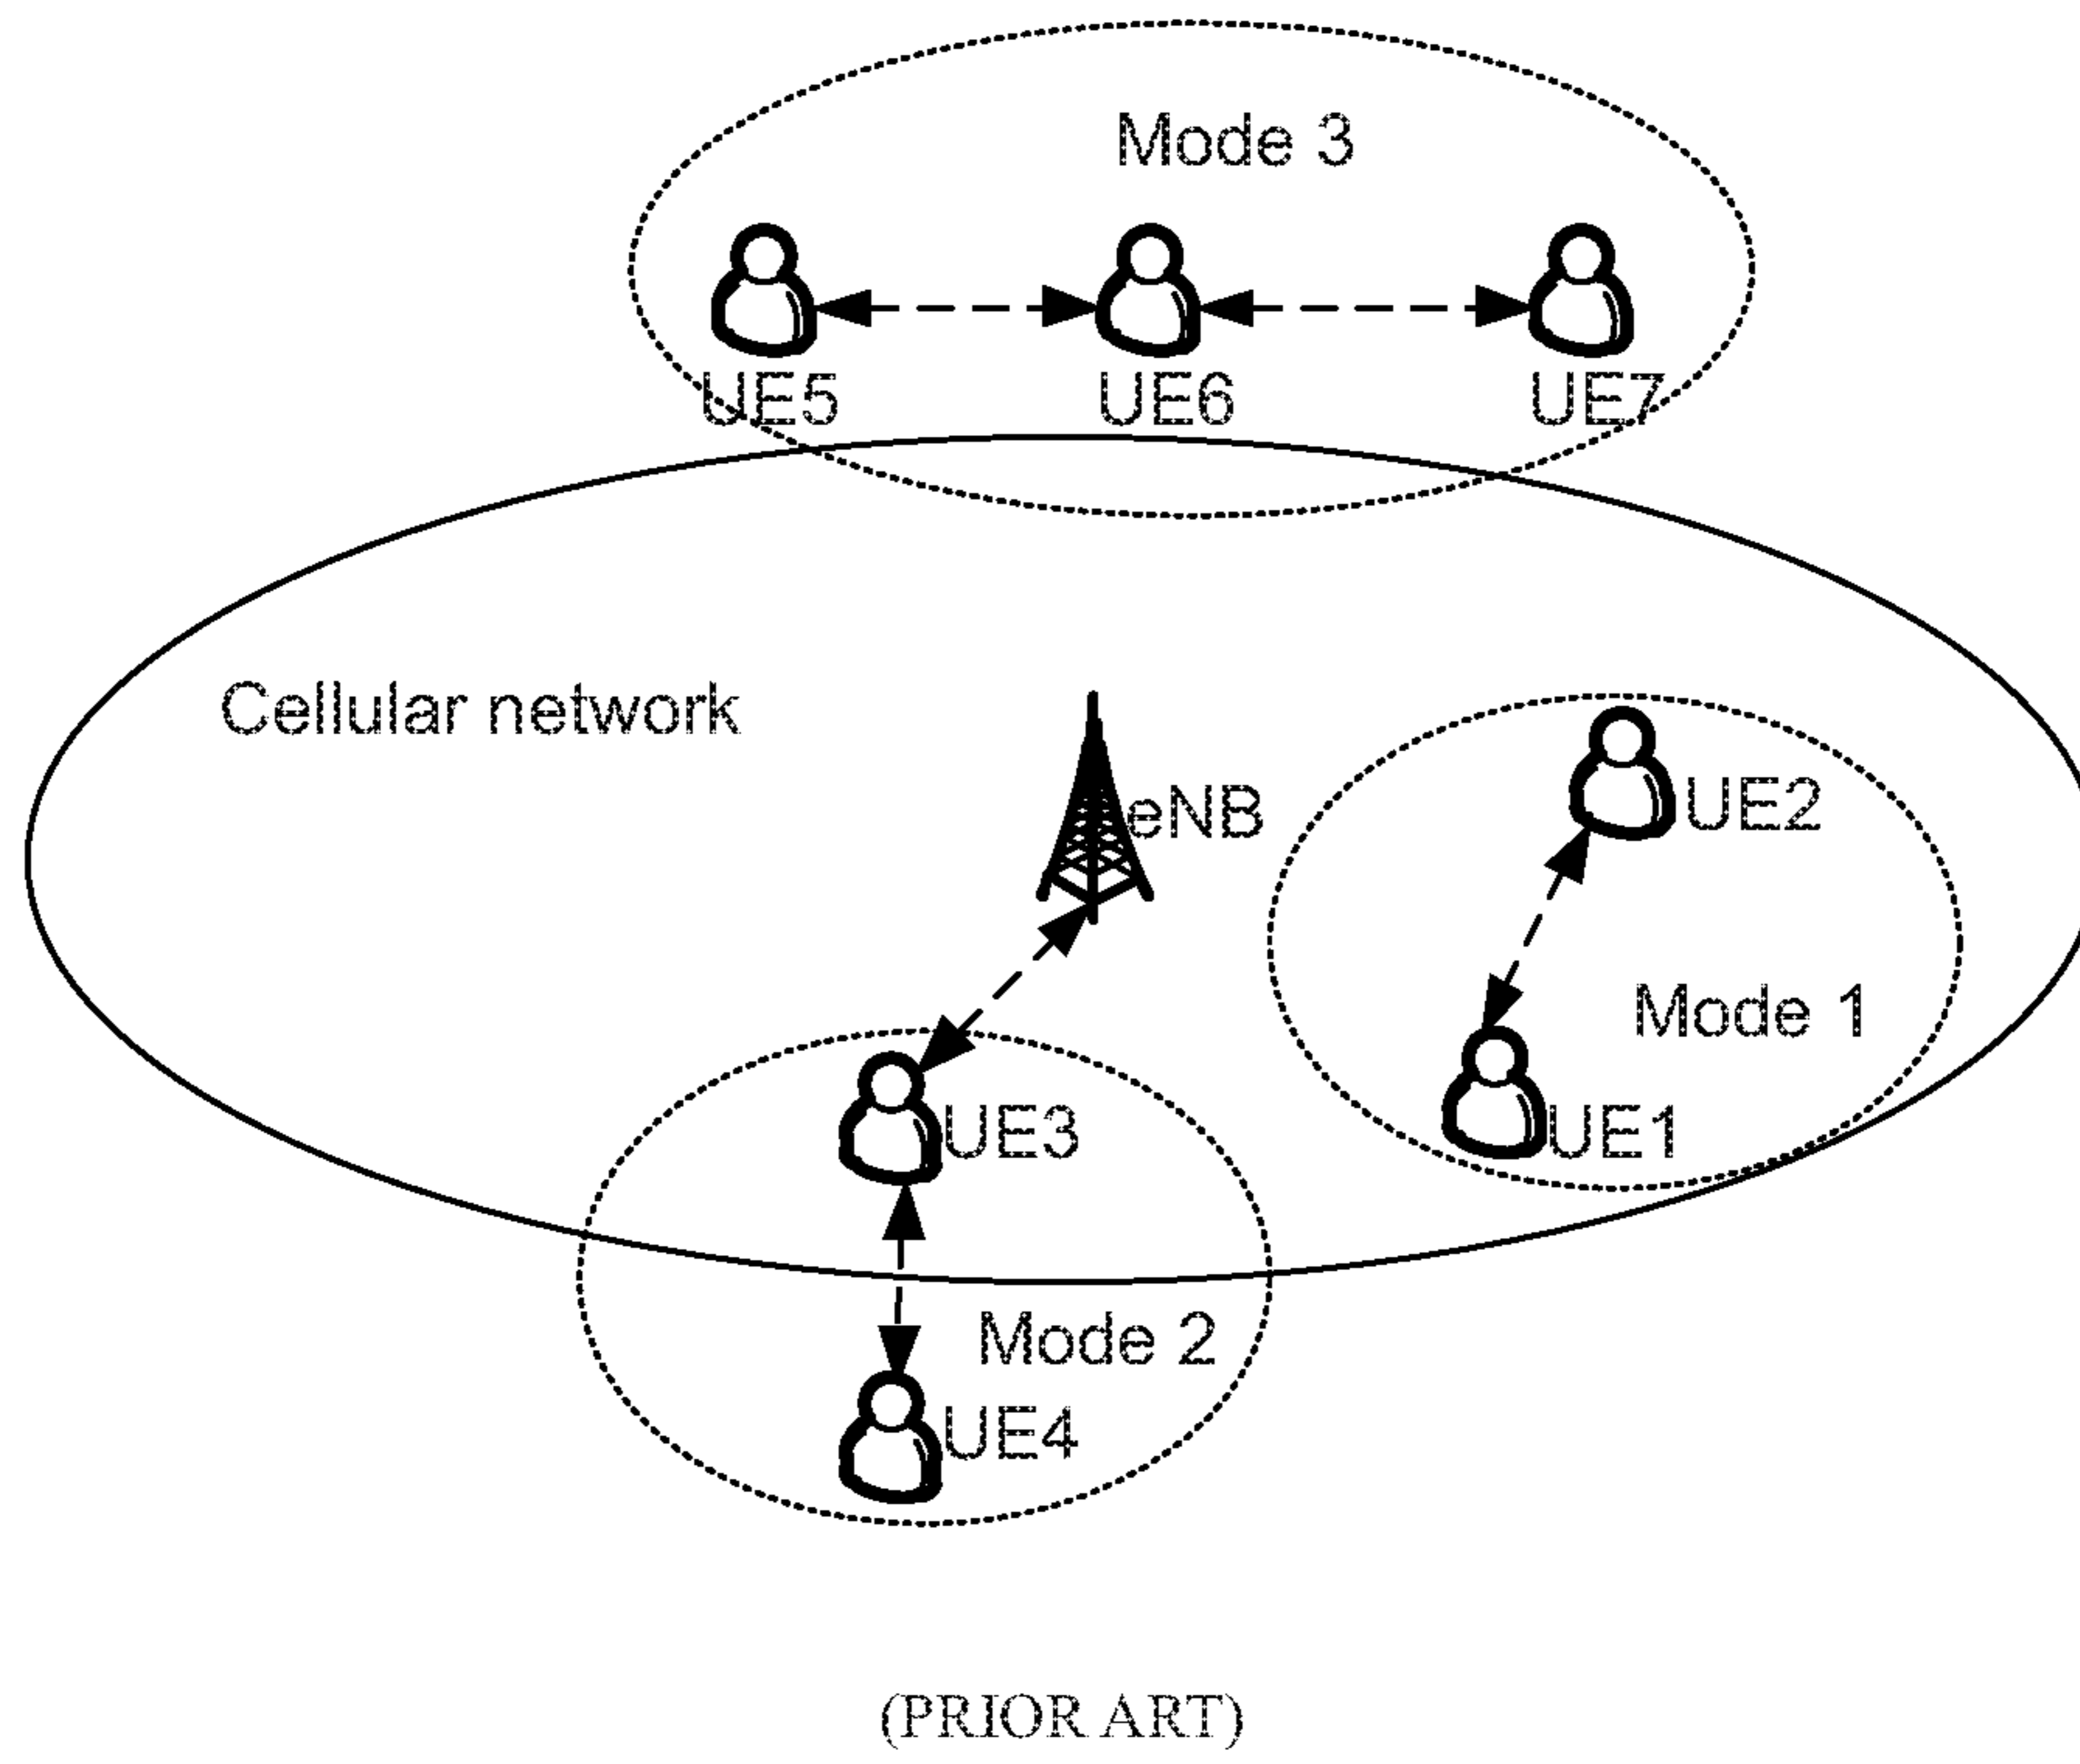 Mode 3
UE5
UE6
UE7
Cellular network
eNB
UE2
Mode 1
UE3
UE1
Mode 2
UE4
(PRIOR ART)